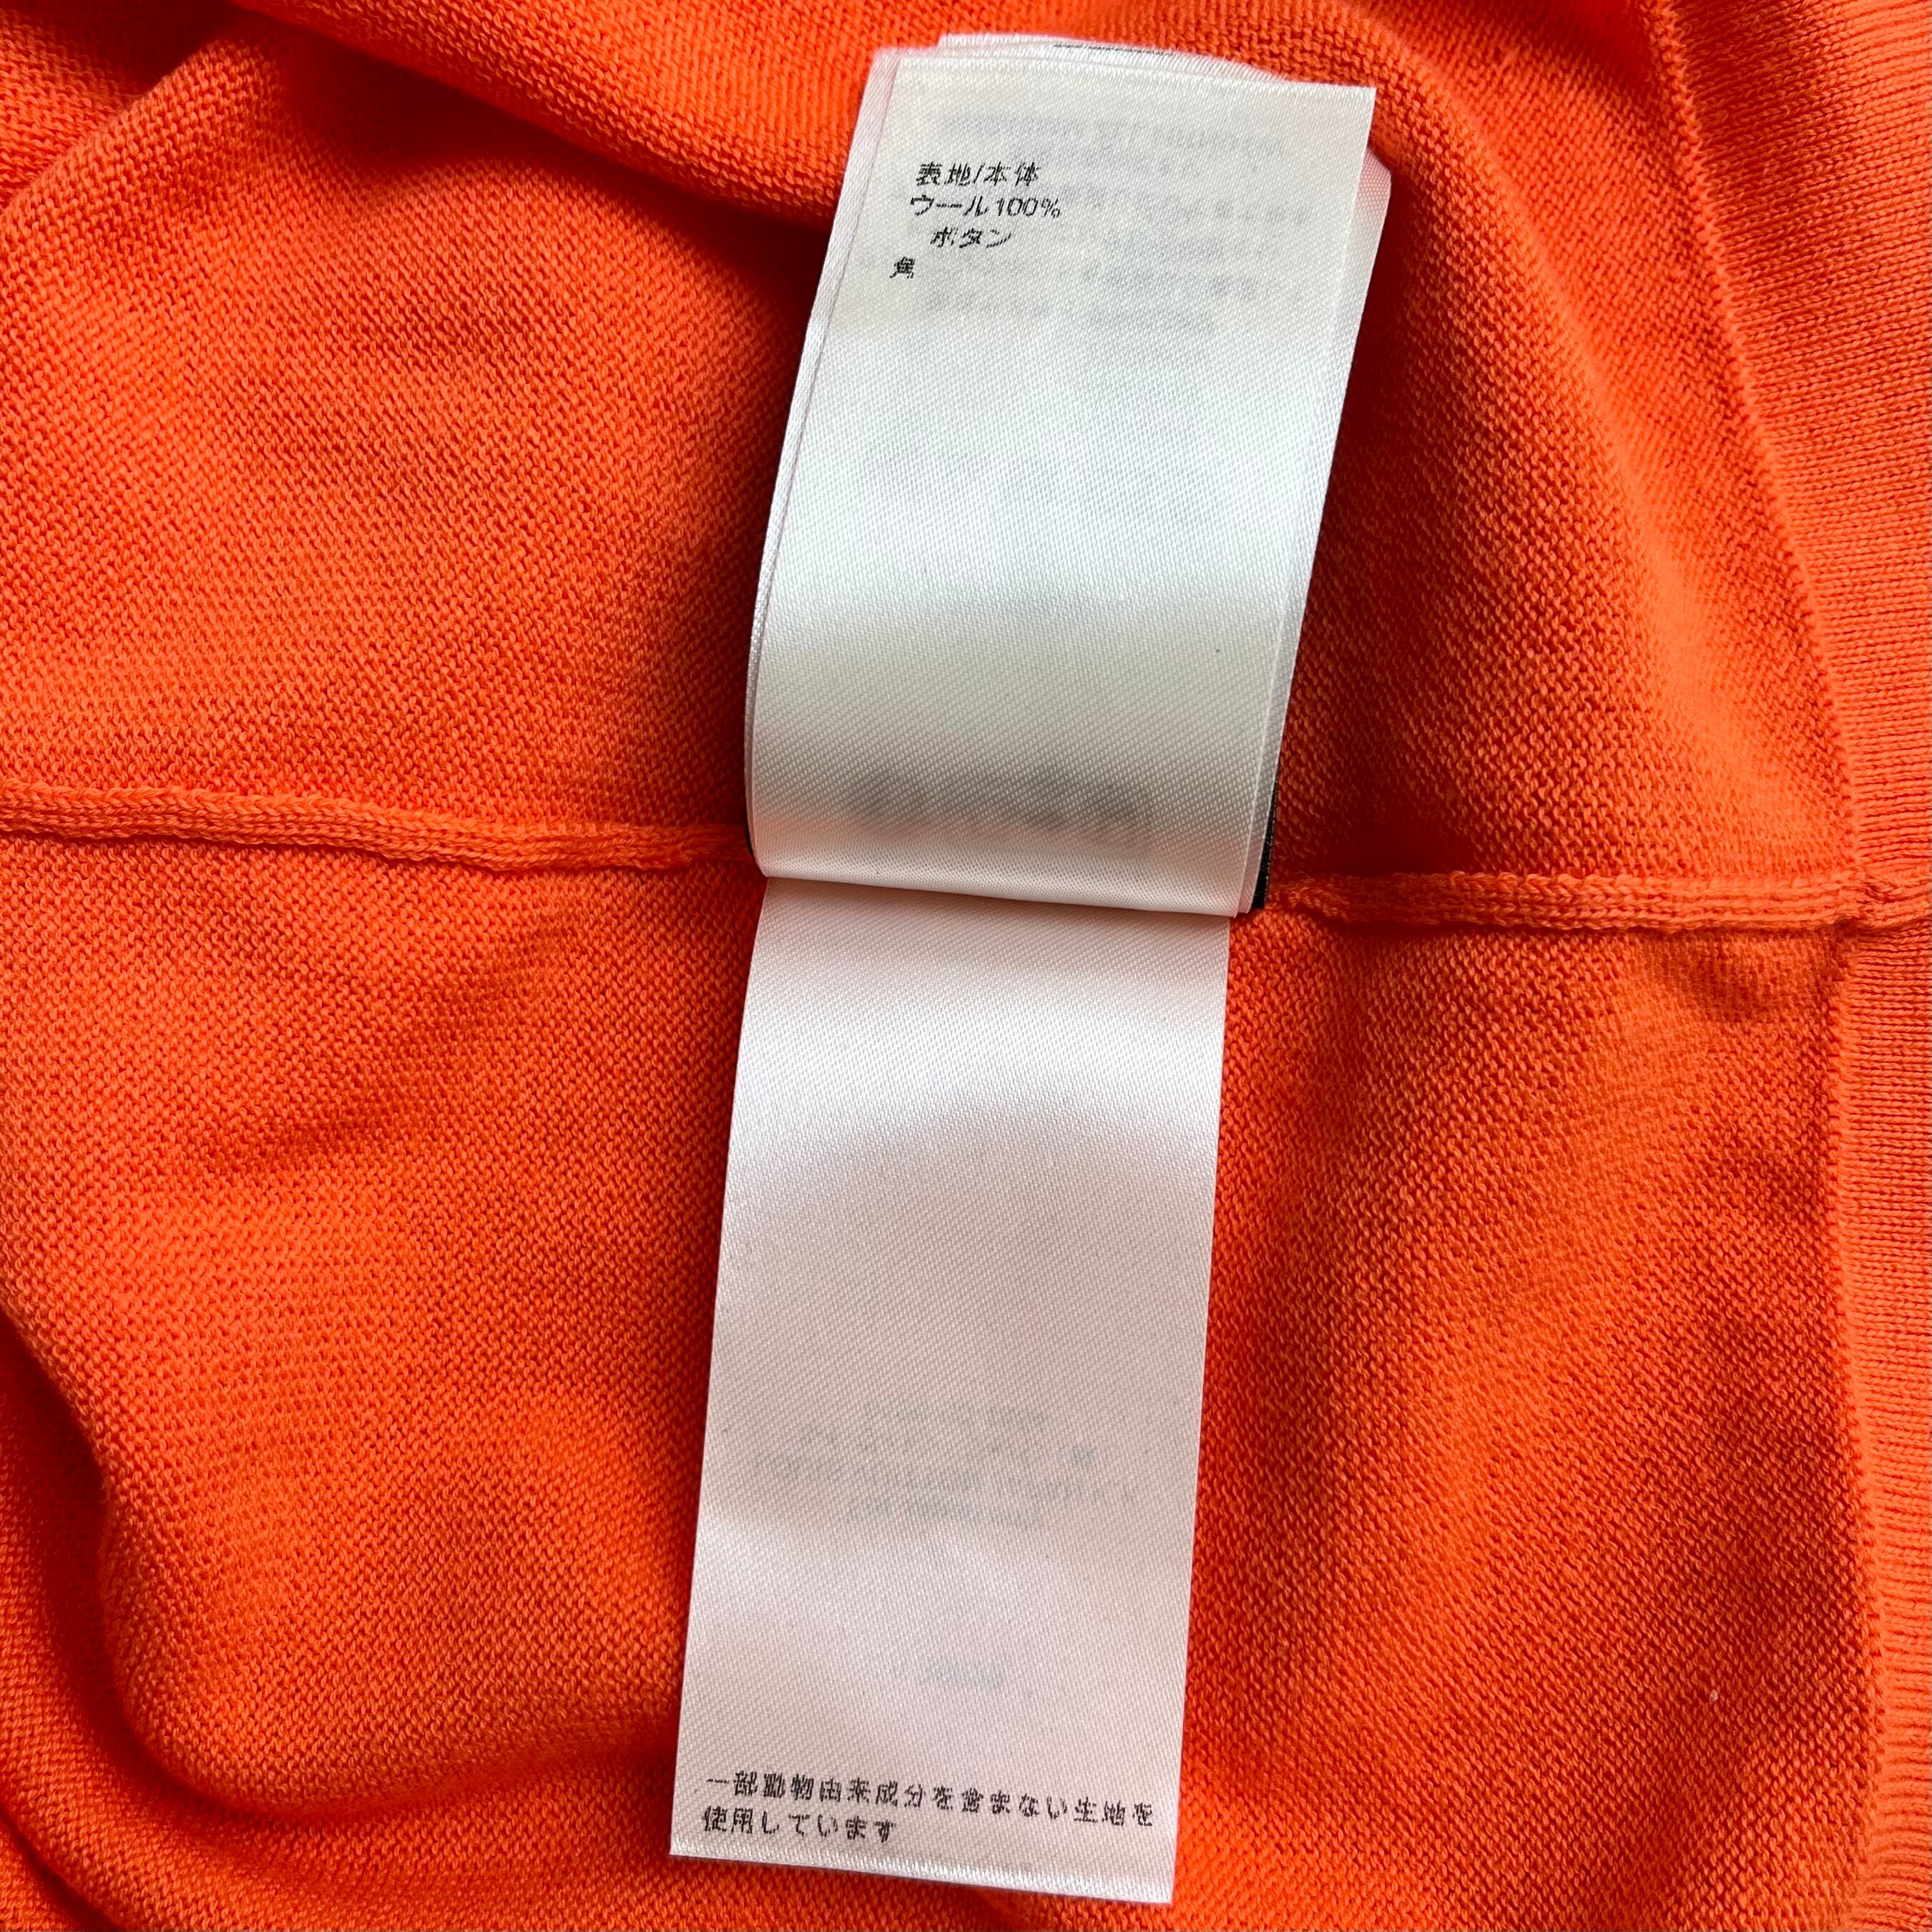 表地/本体
ウール100%
ボタン
角
一部動物由来成分を含まない生地を
使用しています